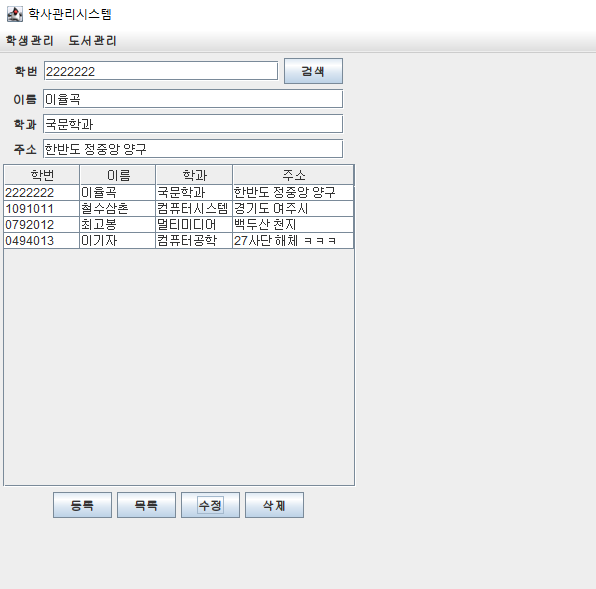 학사관리시스템
학생관리 도서관리
학번 2222222 검색
이름 이율곡
학과 국문학과
주소 한반도 정중앙 양구
학번 이름 학과 주소
2222222 이율곡 국문학과 한반도 정중앙 양구
1091011 철수삼촌 컴퓨터시스템 경기도 여주시
0792012 최고봉 멀티미디어 백두산 천지
0494013 이기자 컴퓨터공학 27사단 해체 ㅋㅋㅋ
등록 목록 수정 삭제